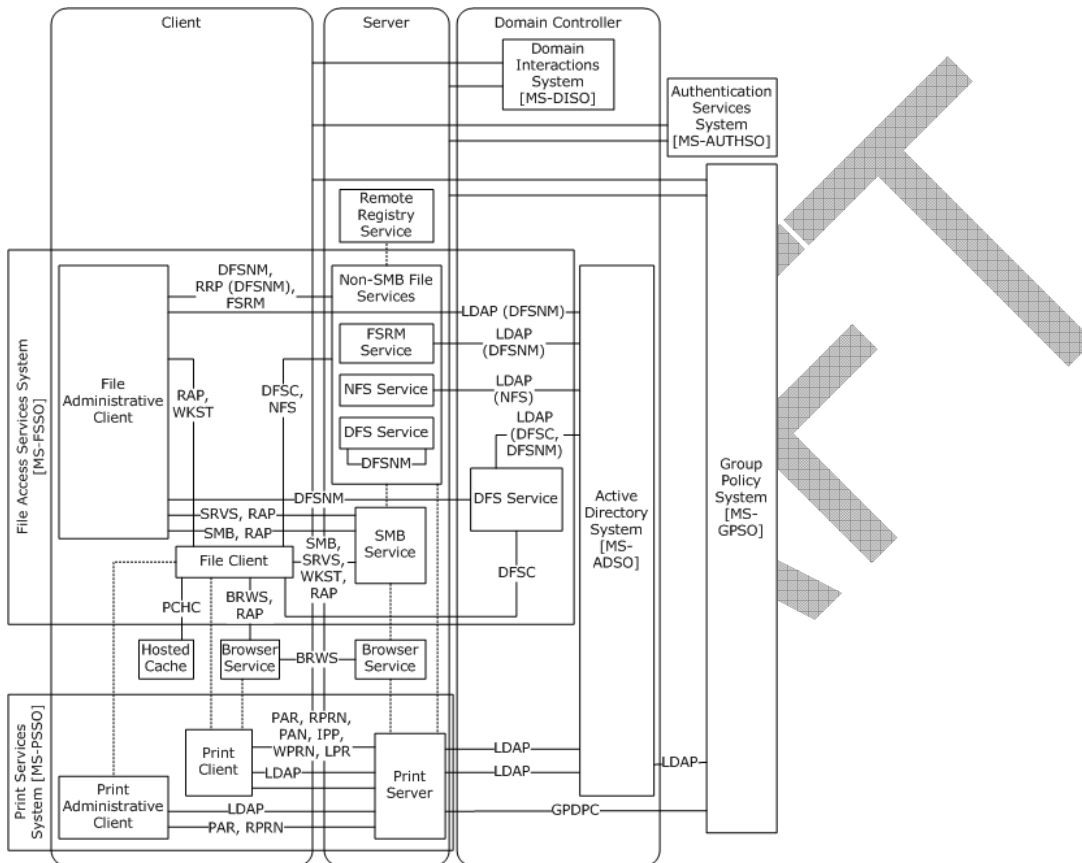 Client
Server
Domain Controller
Domain
Interactions
System
[MS-DISO]
Authentication
Services
System
[MS-AUTHSO]
Remote
Registry
Service
File Access Services System
[MS-FSSO]
File
Administrative
Client
DFSNM,
RRP (DFSNM),
FSRM
Non-SMB File
Services
LDAP (DFSNM)
FSRM
Service
LDAP
(DFSNM)
RAP,
WKST
DFSC,
NFS
NFS Service
LDAP
(NFS)
DFS Service
DFSNM
LDAP
(DFSC,
DFSNM)
DFSNM
DFS Service
Active
Directory
System
[MS-
ADSO]
Group
Policy
System
[MS-
GPSO]
SRVS, RAP
SMB, RAP
SMB
Service
File Client
SMB,
SRVS,
WKST,
RAP
DFSC
PCHC
BRWS,
RAP
Hosted
Cache
Browser
Service
BRWS
Browser
Service
Print Services
System [MS-PSSO]
PAR, RPRN,
PAN, IPP,
WPRN, LPR
Print
Client
LDAP
Print
Server
LDAP
LDAP
LDAP
Print
Administrative
Client
LDAP
PAR, RPRN
GPDPC